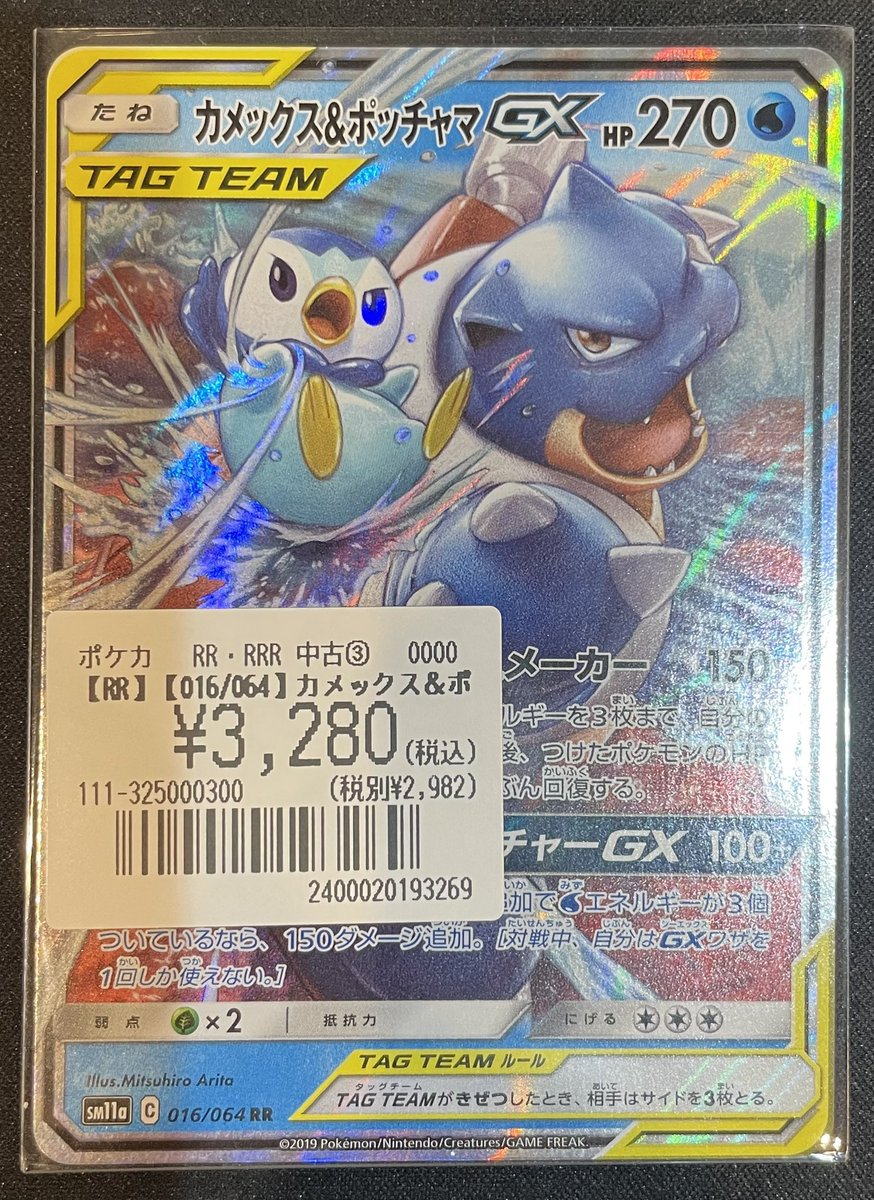 たね
カメックス&ポッチャマGX HP270
TAG TEAM
メーカー 150
ルギーを3枚まで、自分の
後、つけたポケモンのHP
ぶん回復する。
ポケカ RR・RRR 中古③ 0000
【RR】【016/064】カメックス&ポ
¥3,280(税込)
111-325000300 (税別¥2,982)
2400020193269
チャーGX 100+
追加で エネルギーが3個
ついているなら、150ダメージ追加。[対戦中、自分はGXワザを
1回しか使えない。]
弱点 ×2 抵抗力 にげる
TAG TEAM ルール
TAG TEAMがきぜつしたとき、相手はサイドを3枚とる。
Illus.Mitsuhiro Arita
sm11a C 016/064 RR
©2019 Pokémon/Nintendo/Creatures/GAME FREAK.